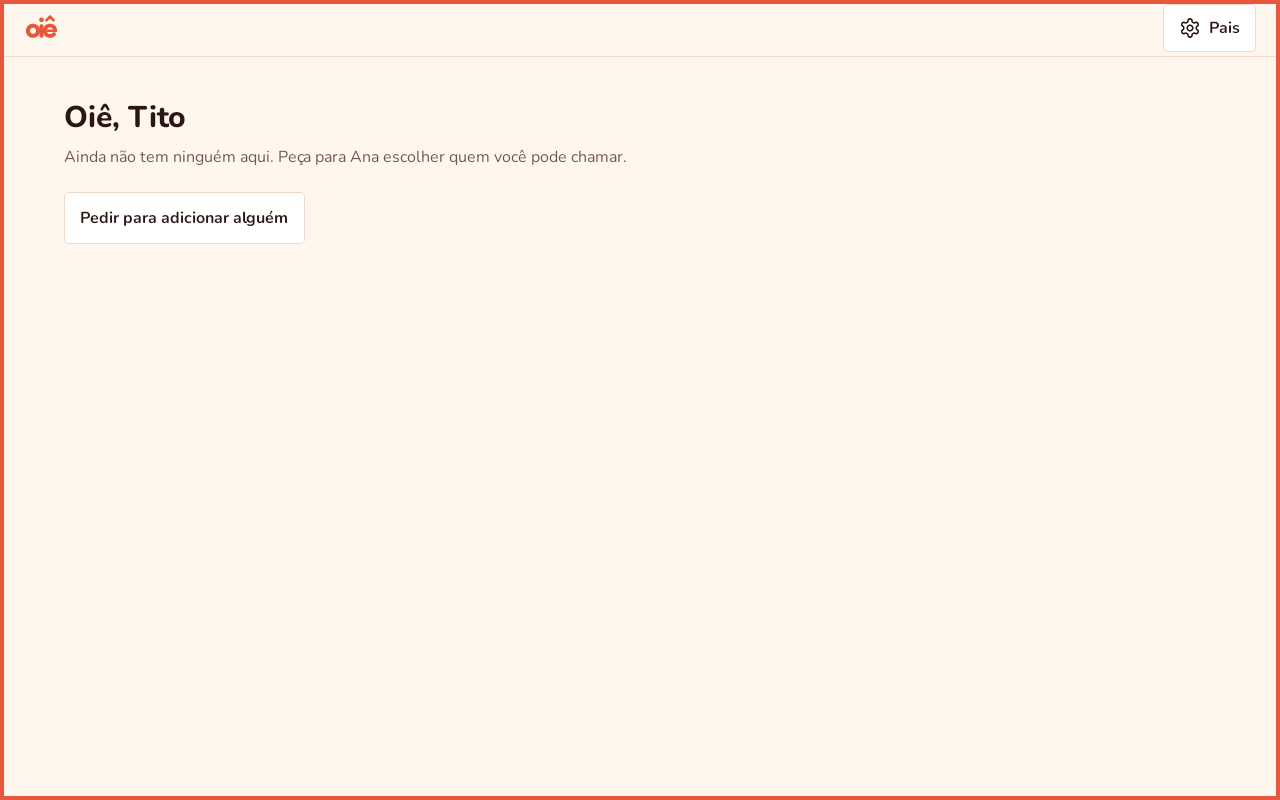 oiê
Pais
Oiê, Tito
Ainda não tem ninguém aqui. Peça para Ana escolher quem você pode chamar.
Pedir para adicionar alguém